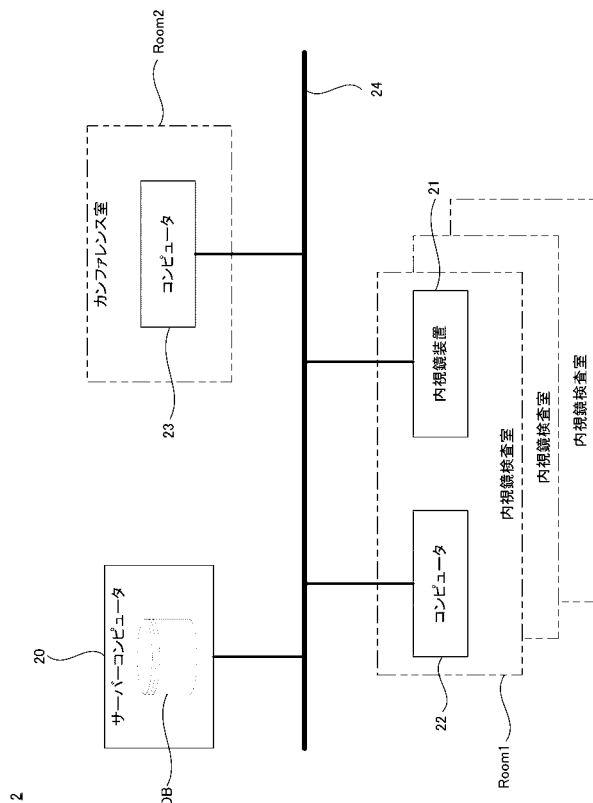 2
20
サーバーコンピュータ
DB
カンファレンス室
Room2
コンピュータ
23
24
21
内視鏡装置
コンピュータ
22
内視鏡検査室
内視鏡検査室
内視鏡検査室
Room1